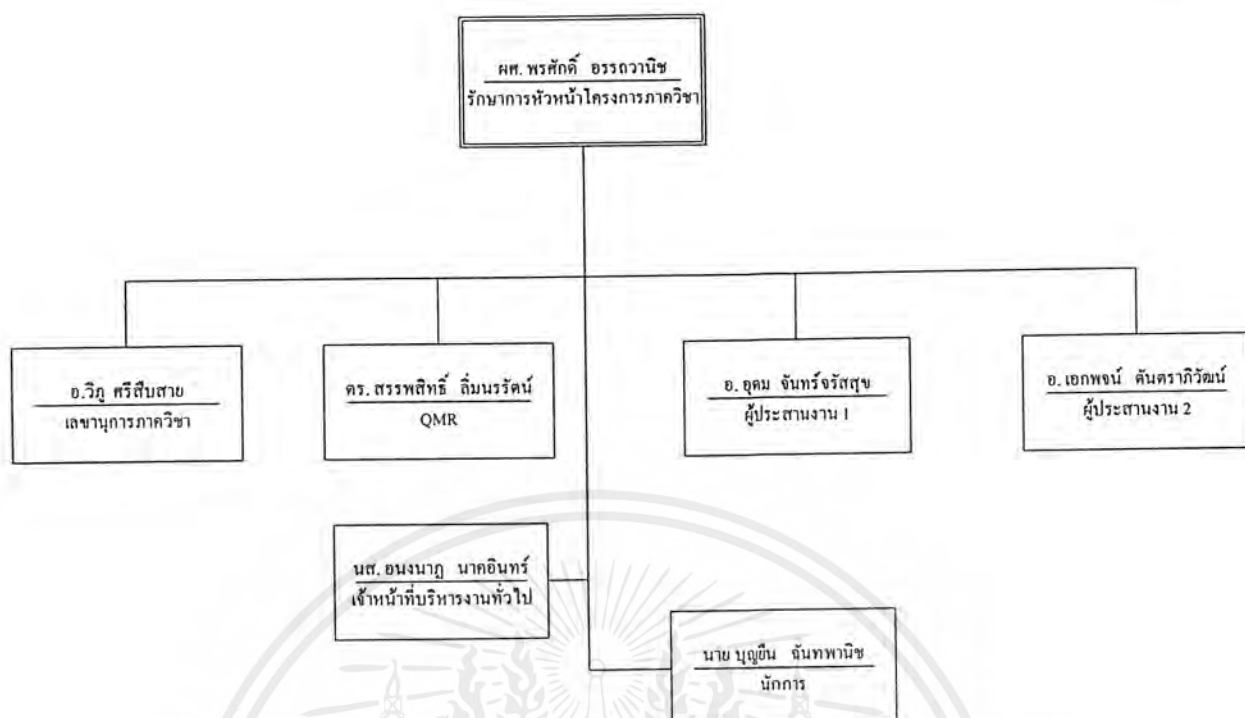 ผศ. พรศักดิ์ อรรถวานิช
รักษาการหัวหน้าโครงการภาควิชา
อ.วิภู ศรีสืบสาย
เลขานุการภาควิชา
ดร. สรรพสิทธิ์ ลิ่มนรรัตน์
QMR
อ. อุดม จันทร์จรัสสุข
ผู้ประสานงาน 1
อ. เอกพจน์ ตันตราภิวัฒน์
ผู้ประสานงาน 2
นส. อนงนาฏ นาคอินทร์
เจ้าหน้าที่บริหารงานทั่วไป
นาย บุญยืน ฉันทพานิช
นักการ